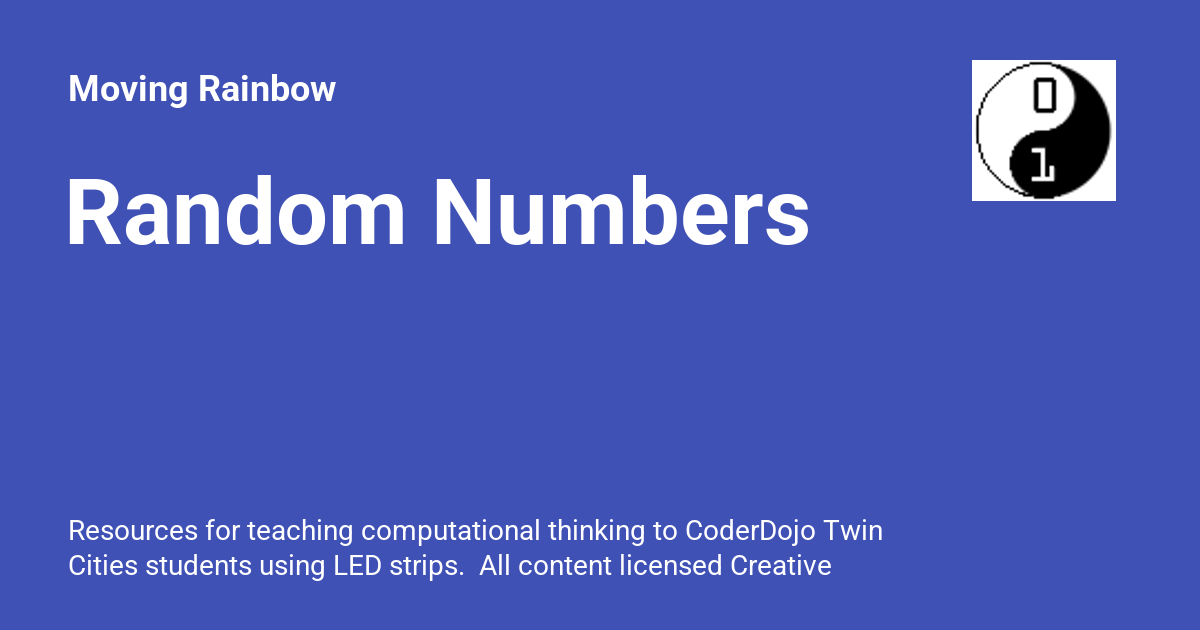 Moving Rainbow
0
Random Numbers
1
Resources for teaching computational thinking to CoderDojo Twin
Cities students using LED strips.  All content licensed Creative